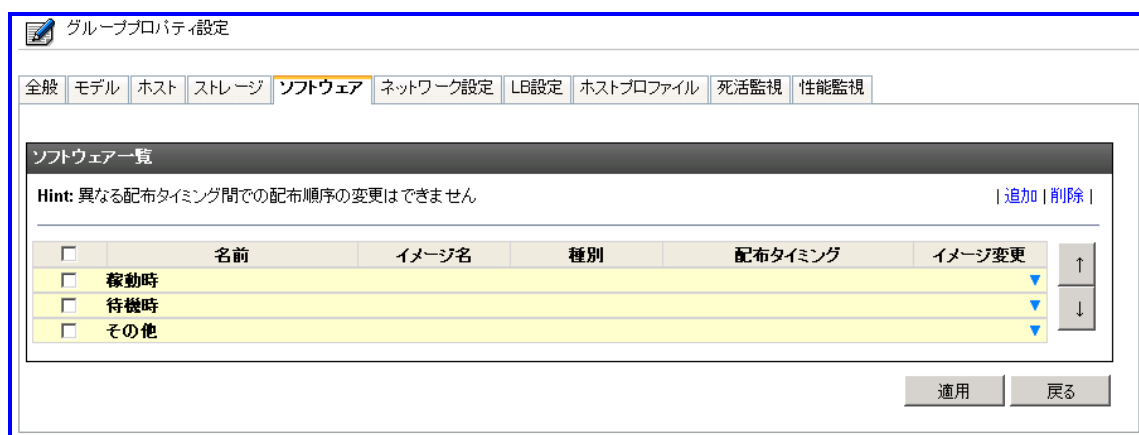 グループプロパティ設定
全般 モデル ホスト ストレージ ソフトウェア ネットワーク設定 LB設定 ホストプロファイル 死活監視 性能監視
ソフトウェア一覧
Hint: 異なる配布タイミング間での配布順序の変更はできません | 追加 | 削除 |
名前 イメージ名 種別 配布タイミング イメージ変更 ↑
稼動時 ▼
待機時 ▼ ↓
その他 ▼
適用 戻る